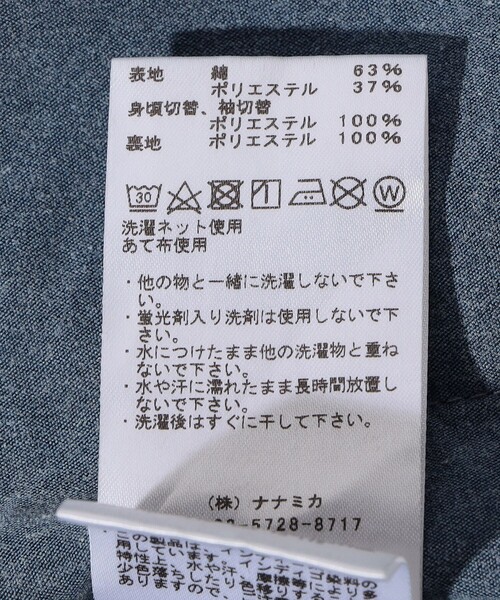 表地 綿 63%
ポリエステル 37%
身頃切替、袖切替
ポリエステル 100%
裏地 ポリエステル 100%
30
W
洗濯ネット使用
あて布使用
・他の物と一緒に洗濯しないで下さ
い。
・蛍光剤入り洗剤は使用しないで下
さい。
・水につけたまま他の洗濯物と重ね
ないで下さい。
・水や汗に濡れたまま長時間放置し
ないで下さい。
・洗濯後はすぐに干して下さい。
(株) ナナミカ
-5728-8717